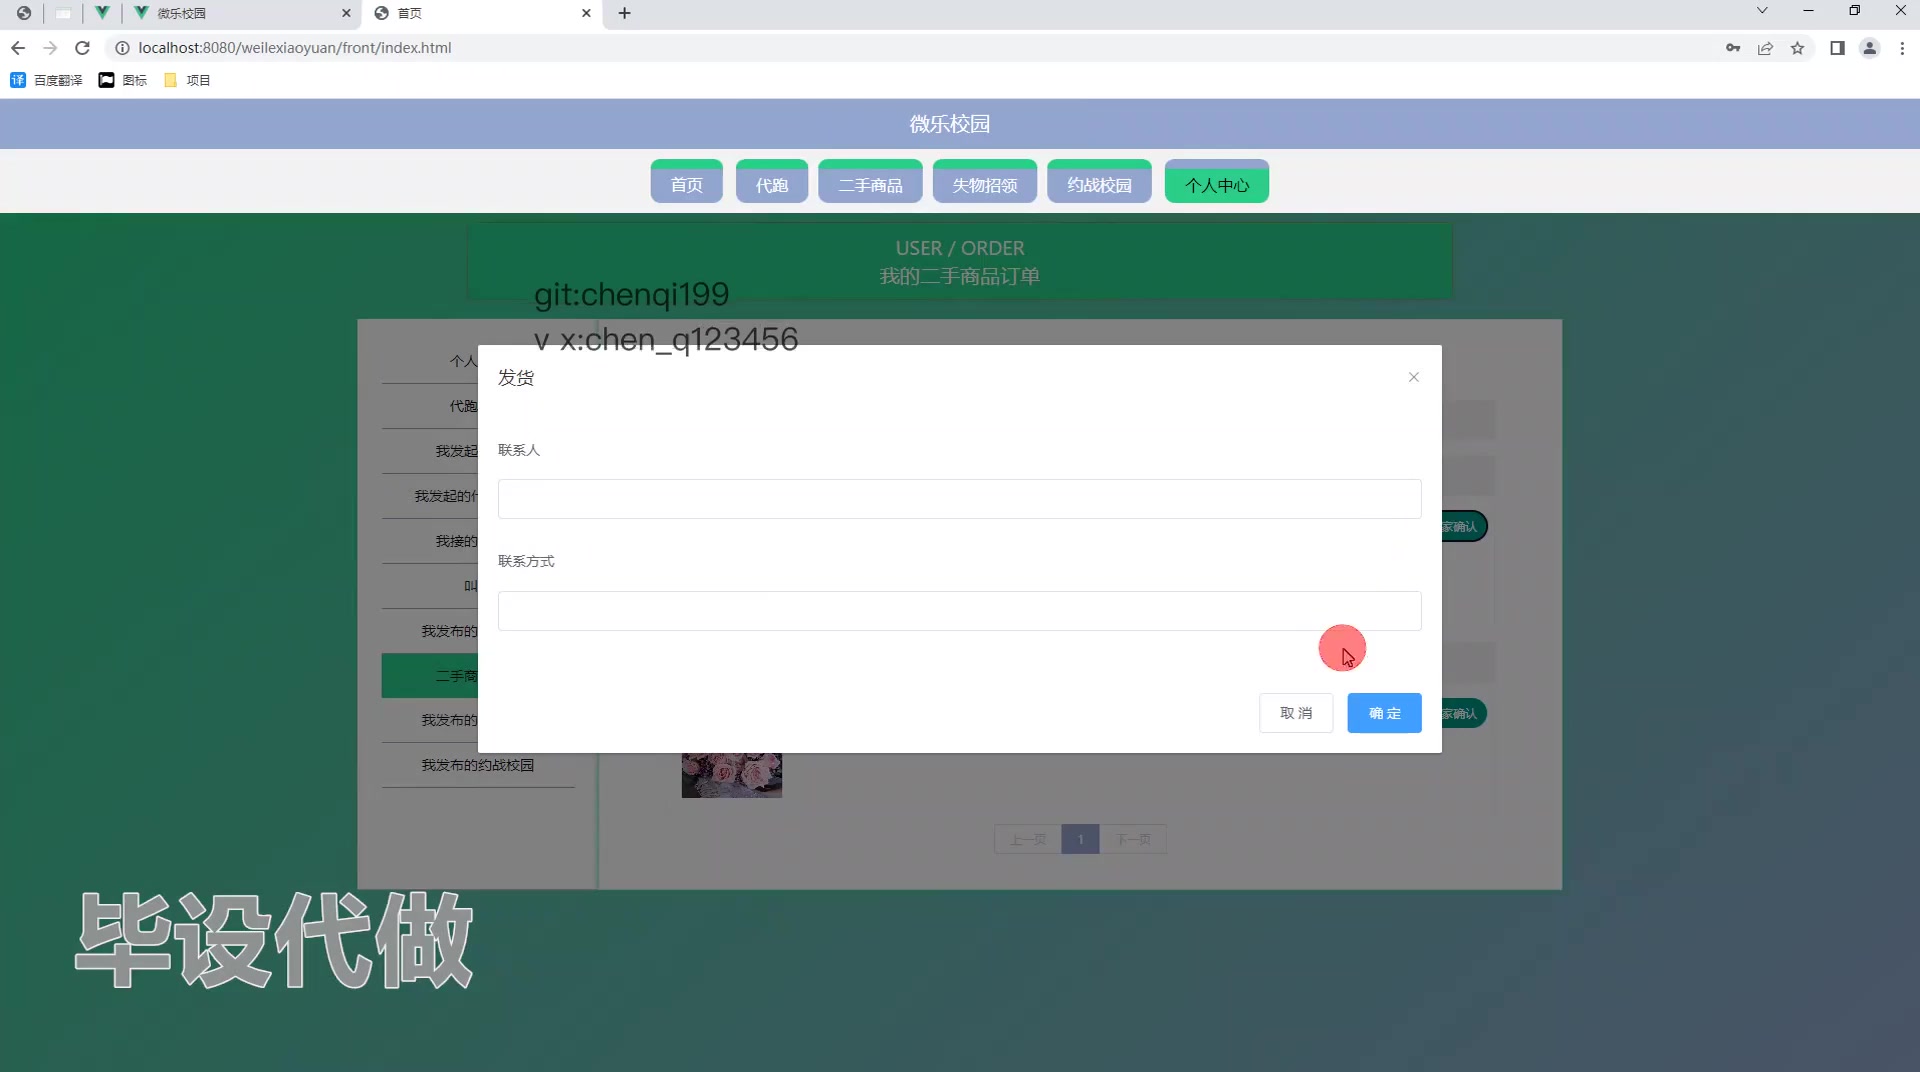 微乐校园
首页
localhost:8080/weilexiaoyuan/front/index.html
百度翻译
图标
项目
微乐校园
首页
代跑
二手商品
失物招领
约战校园
个人中心
USER / ORDER
我的二手商品订单
git:chenqi199
v x:chen_q123456
个人
代跑
我发起
我发起的
我接的
叫
我发布的
二手商
我发布的
我发布的约战校园
发货
联系人
联系方式
取 消
确 定
家确认
家确认
上一页
1
下一页
毕设代做